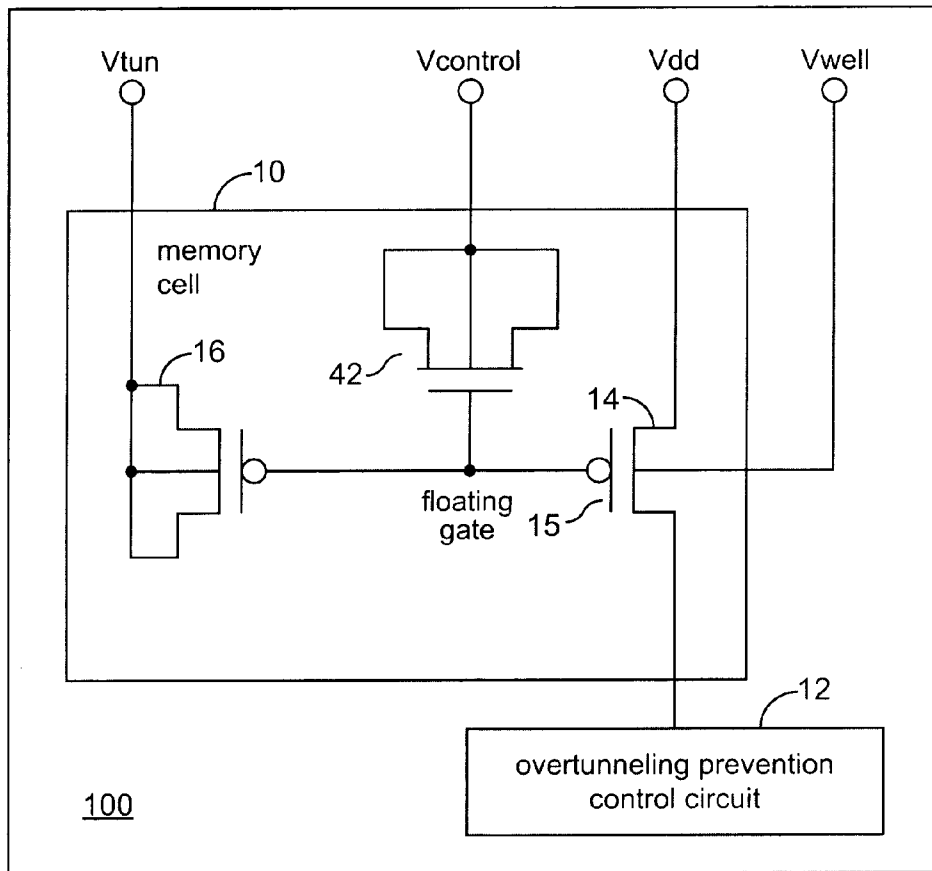 Vtun
Vcontrol
Vdd
Vwell
10
memory
cell
16
42
14
floating
gate
15
12
overtunneling prevention
control circuit
100